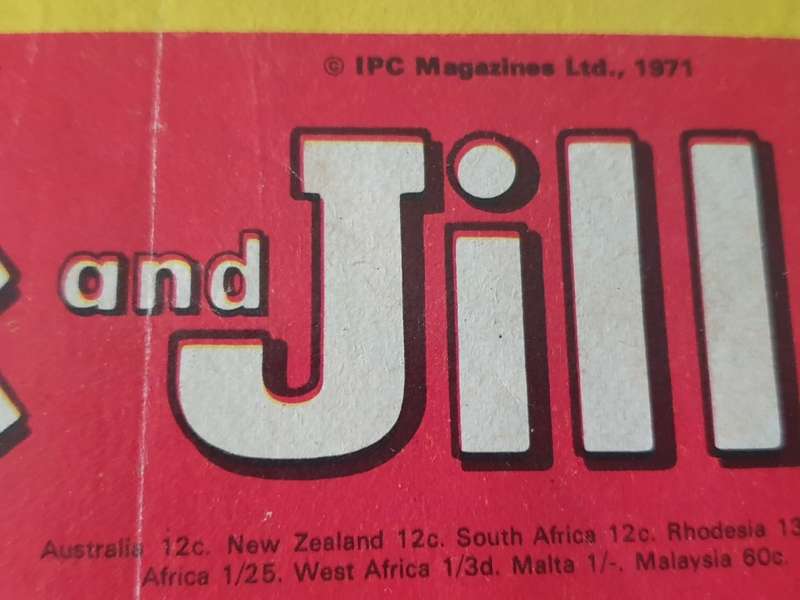 © IPC Magazines Ltd., 1971
and Jill
Australia 12c. New Zealand 12c. South Africa 12c. Rhodesia 13
Africa 1/25. West Africa 1/3d. Malta 1/-. Malaysia 60c.